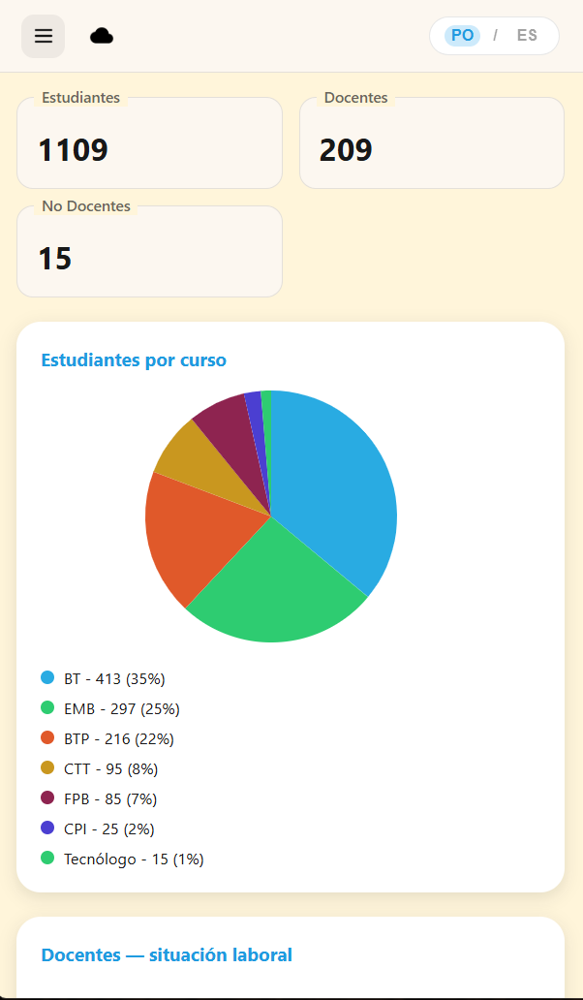 PO / ES
Estudiantes
1109
Docentes
209
No Docentes
15
Estudiantes por curso
BT - 413 (35%)
EMB - 297 (25%)
BTP - 216 (22%)
CTT - 95 (8%)
FPB - 85 (7%)
CPI - 25 (2%)
Tecnólogo - 15 (1%)
Docentes — situación laboral